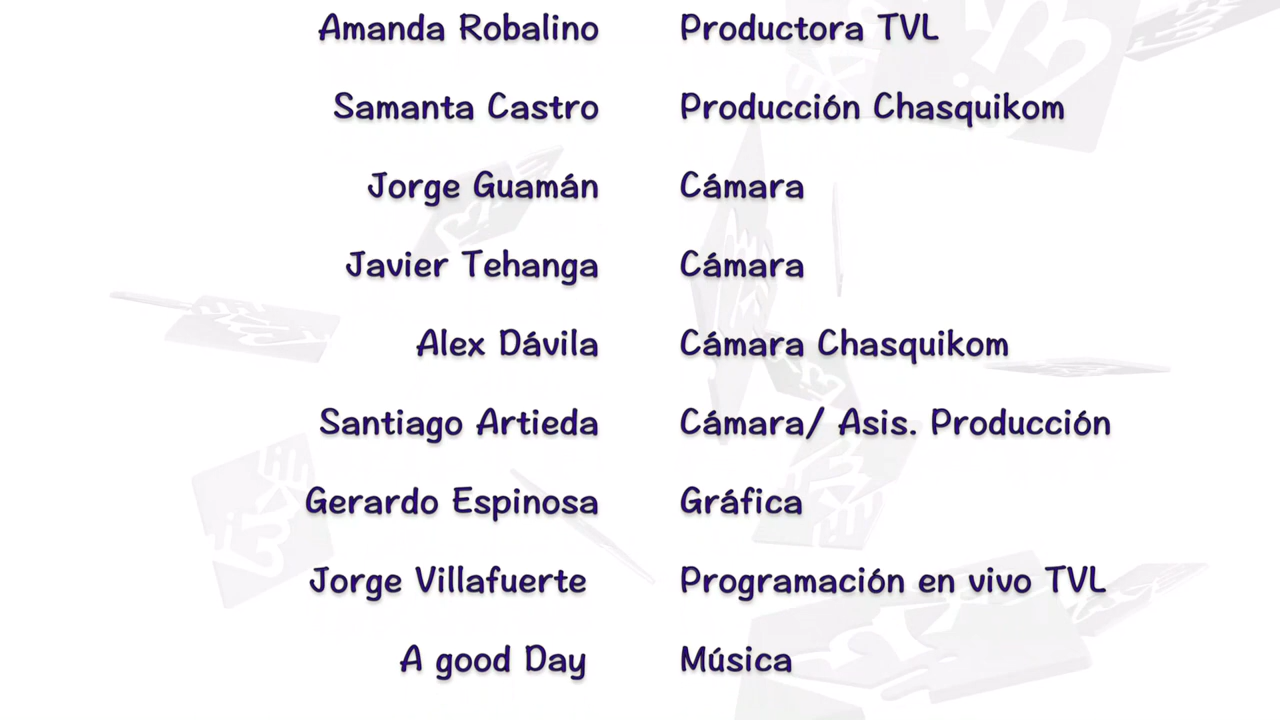 Amanda Robalino Productora TVL
Samanta Castro Producción Chasquikom
Jorge Guamán Cámara
Javier Tehanga Cámara
Alex Dávila Cámara Chasquikom
Santiago Artieda Cámara/ Asis. Producción
Gerardo Espinosa Gráfica
Jorge Villafuerte Programación en vivo TVL
A good Day Música